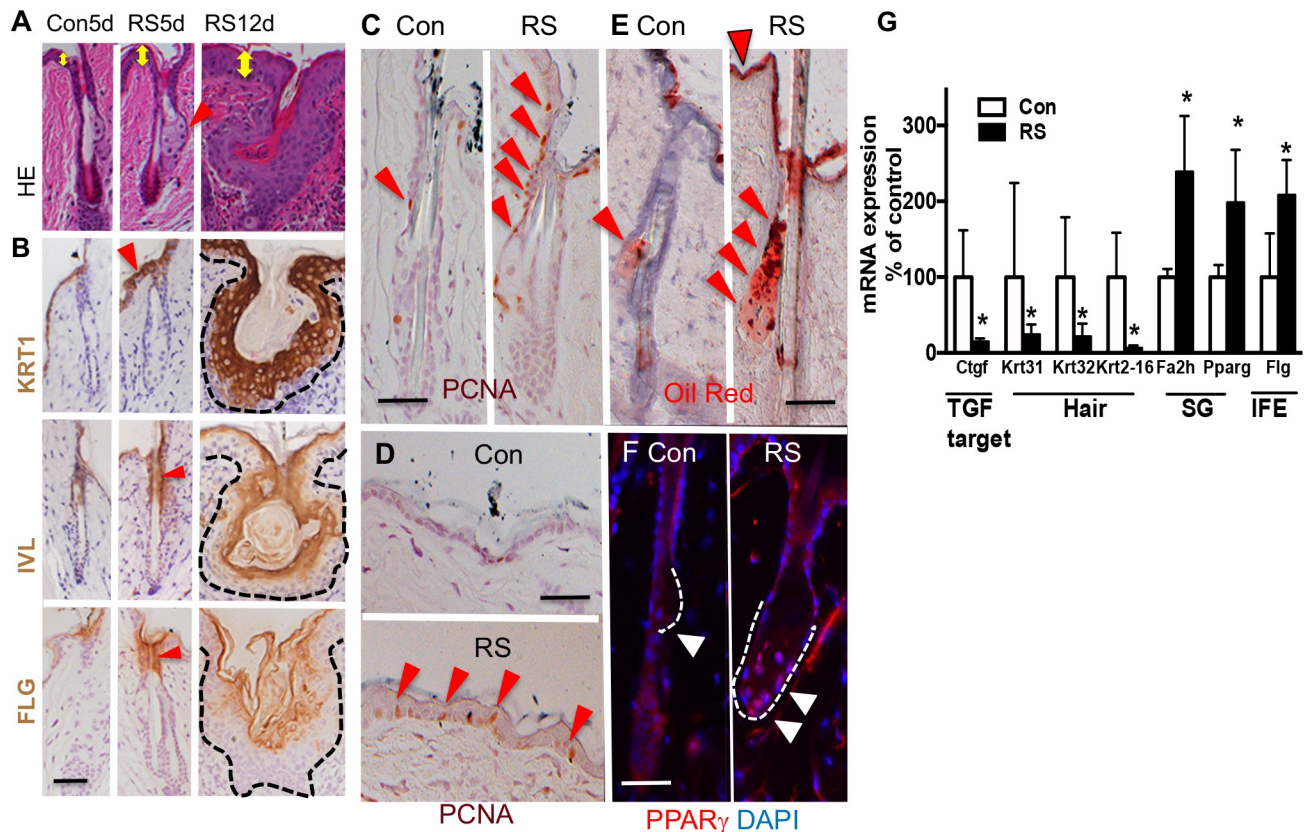 A
Con5d RS5d RS12d
HE
B
KRT1
IVL
FLG
C
Con RS
PCNA
D
Con
RS
PCNA
E
Con RS
Oil Red
F Con RS
PPARγ DAPI
G
mRNA expression
% of control
300
200
100
0
Con
RS
* * * * * * *
Ctgf Krt31 Krt32 Krt2-16 Fa2h Pparg Flg
TGF Hair SG IFE
target